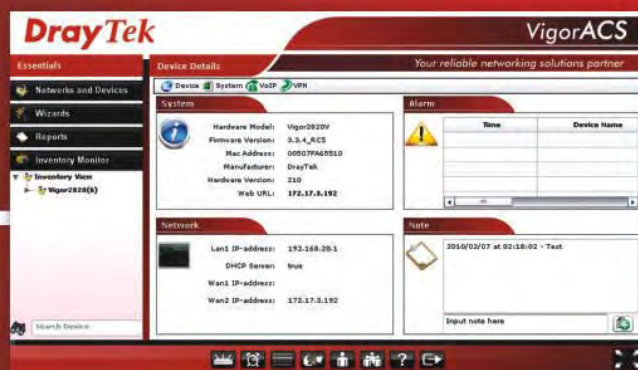 DrayTek
VigorACS
Your reliable networking solutions partner
Essentials
Networks and Devices
Wizards
Reports
Inventory Monitor
Inventory View
Vigor2820(6)
Search Device
Device Details
Device System VoIP VPN
System
Hardware Model: Vigor2820V
Firmware Version: 3.3.4_RC5
Mac Address: 00507FA65510
Manufacturer: DrayTek
Hardware Version: 210
Web URL: 172.17.3.192
Alarm
Time Device Name
Network
Lan1 IP-address: 192.168.20.1
DHCP Server: true
Wan1 IP-address:
Wan2 IP-address: 172.17.3.192
Note
2010/02/07 at 02:18:02 - Test
Input note here
?